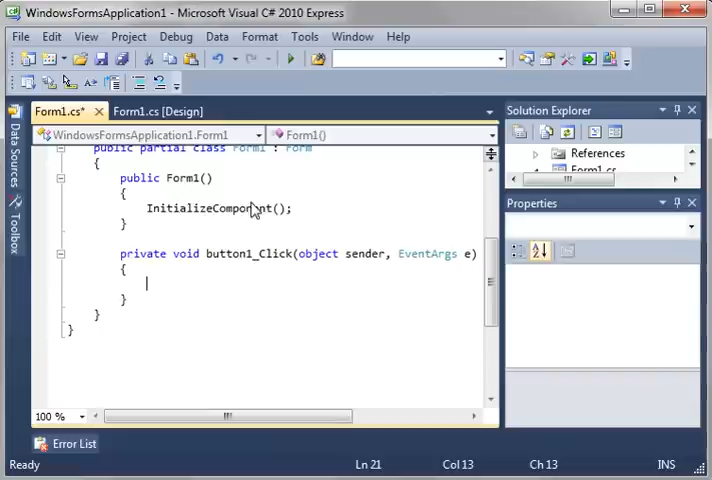 WindowsFormsApplication1 - Microsoft Visual C# 2010 Express
File Edit View Project Debug Data Format Tools Window Help
Form1.cs* Form1.cs [Design]
WindowsFormsApplication1.Form1 Form1()
Data Sources
Toolbox
public partial class Form1 : Form
{
public Form1()
{
InitializeComponent();
}
private void button1_Click(object sender, EventArgs e)
{
}
}
}
100 %
Solution Explorer
References
Form1.cs
Properties
Error List
Ready Ln 21 Col 13 Ch 13 INS